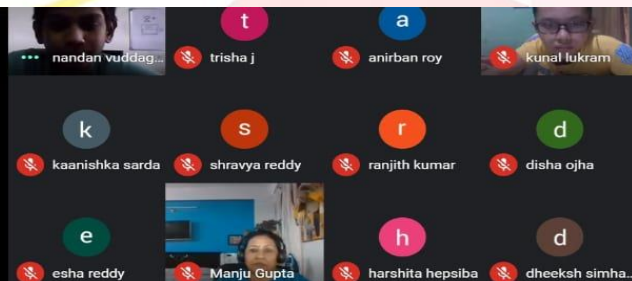 t a
nandan vuddag... trisha j anirban roy kunal lukram
k s r d
kaanishka sarda shravya reddy ranjith kumar disha ojha
e h d
esha reddy Manju Gupta harshita hepsiba dheeksh simha...